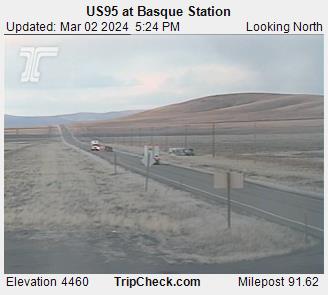 US95 at Basque Station
Updated: Mar 02 2024 5:24 PM Looking North
Elevation 4460 TripCheck.com Milepost 91.62